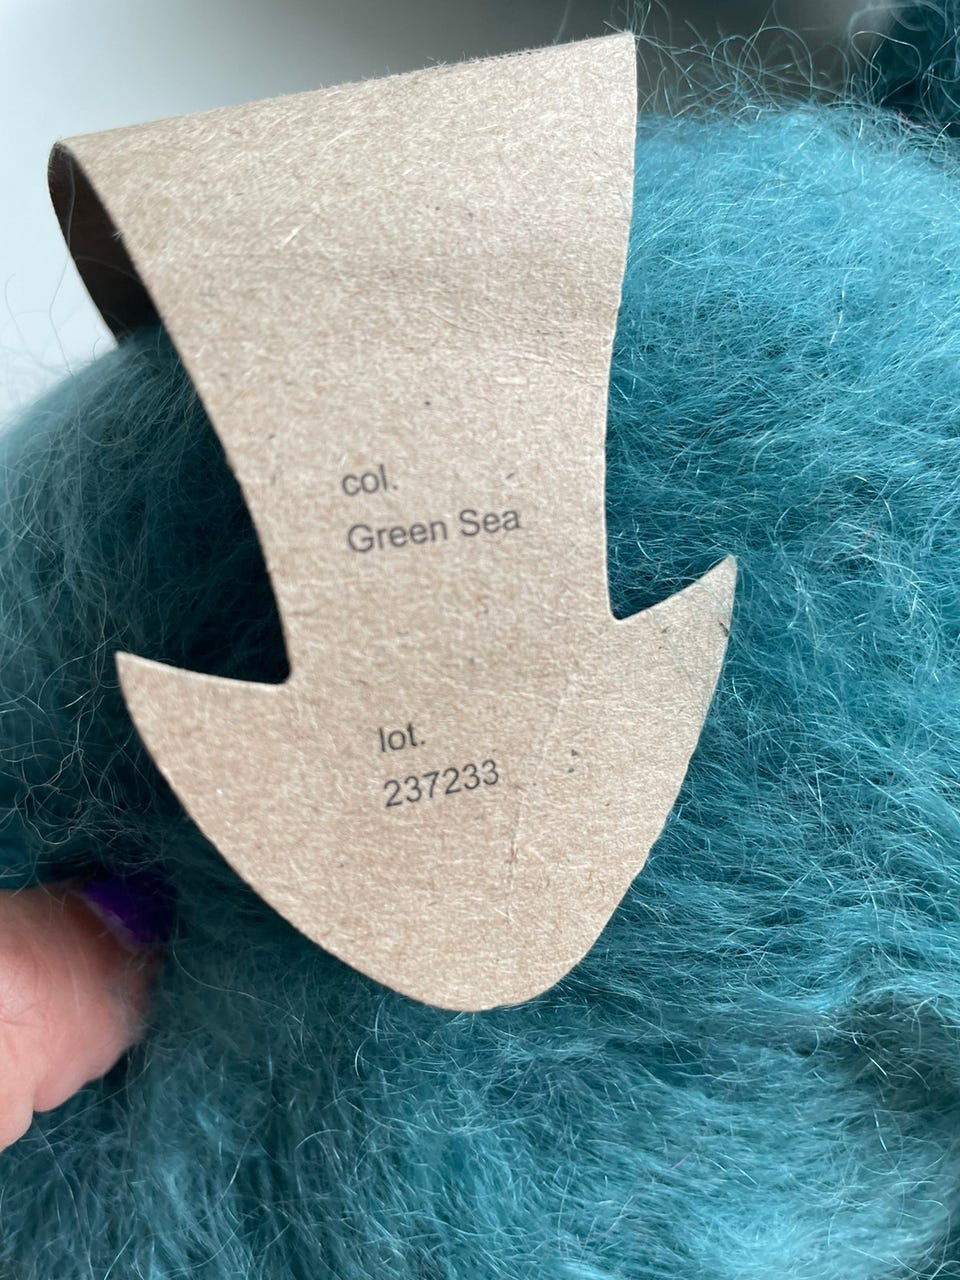 col.
Green Sea
lot.
237233